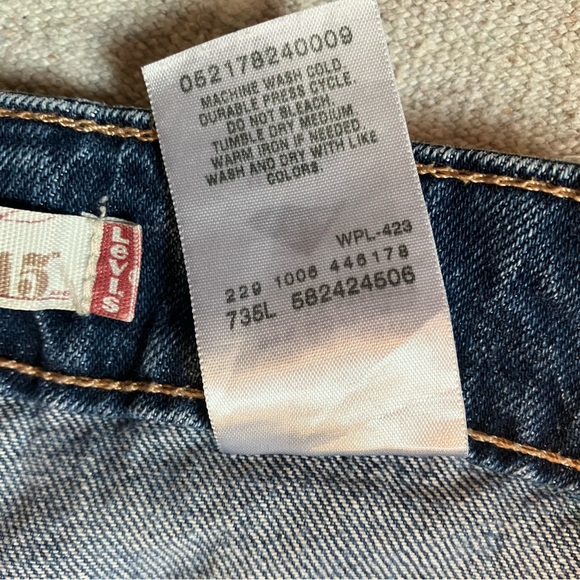 052178240009
MACHINE WASH COLD
DURABLE PRESS CYCLE.
DO NOT BLEACH.
TUMBLE DRY MEDIUM
WARM IRON IF NEEDED
WASH AND DRY WITH LIKE
COLORS.
WPL-423
229 1006 446178
735L 582424506
15™
LEVI'S